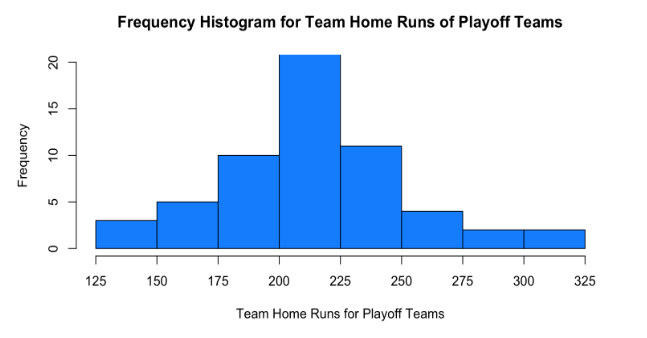 Frequency Histogram for Team Home Runs of Playoff Teams
Frequency
20
15
10
5
0
125 150 175 200 225 250 275 300 325
Team Home Runs for Playoff Teams